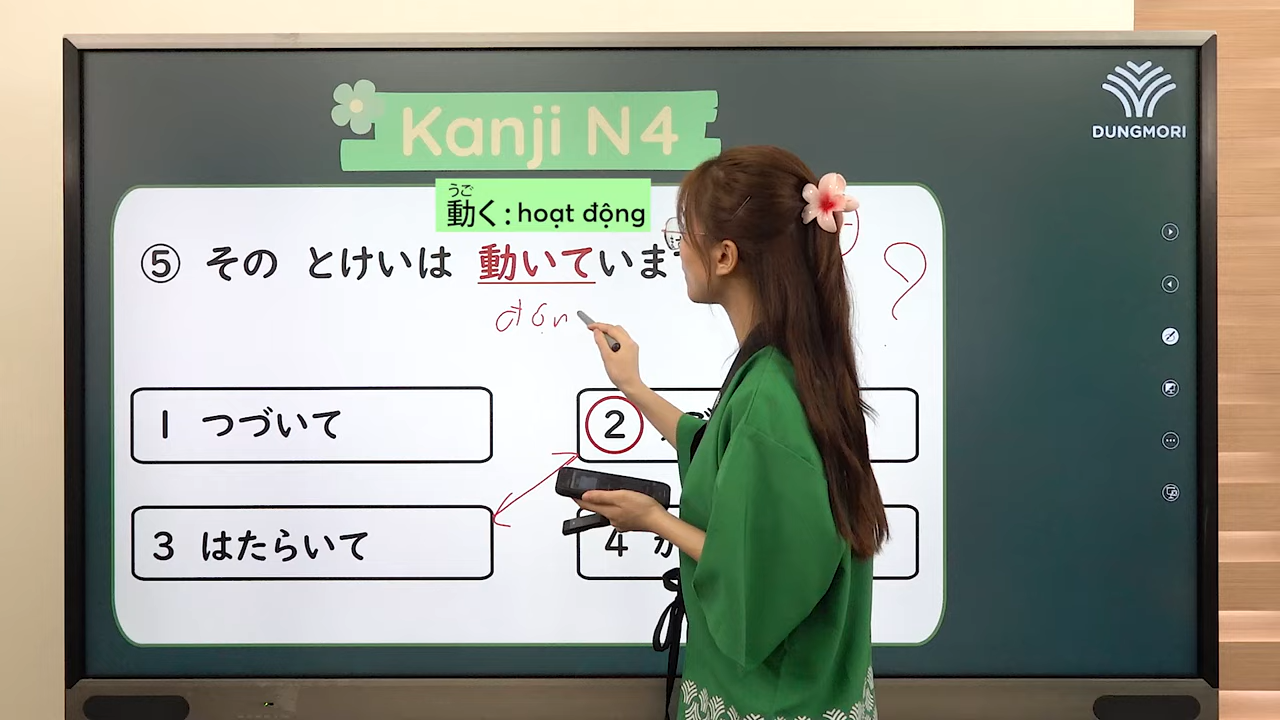 Kanji N4
DUNGMORI
うご
動く: hoạt động
⑤ その とけいは 動いていま
độn
1 つづいて
2
3 はたらいて
4 か